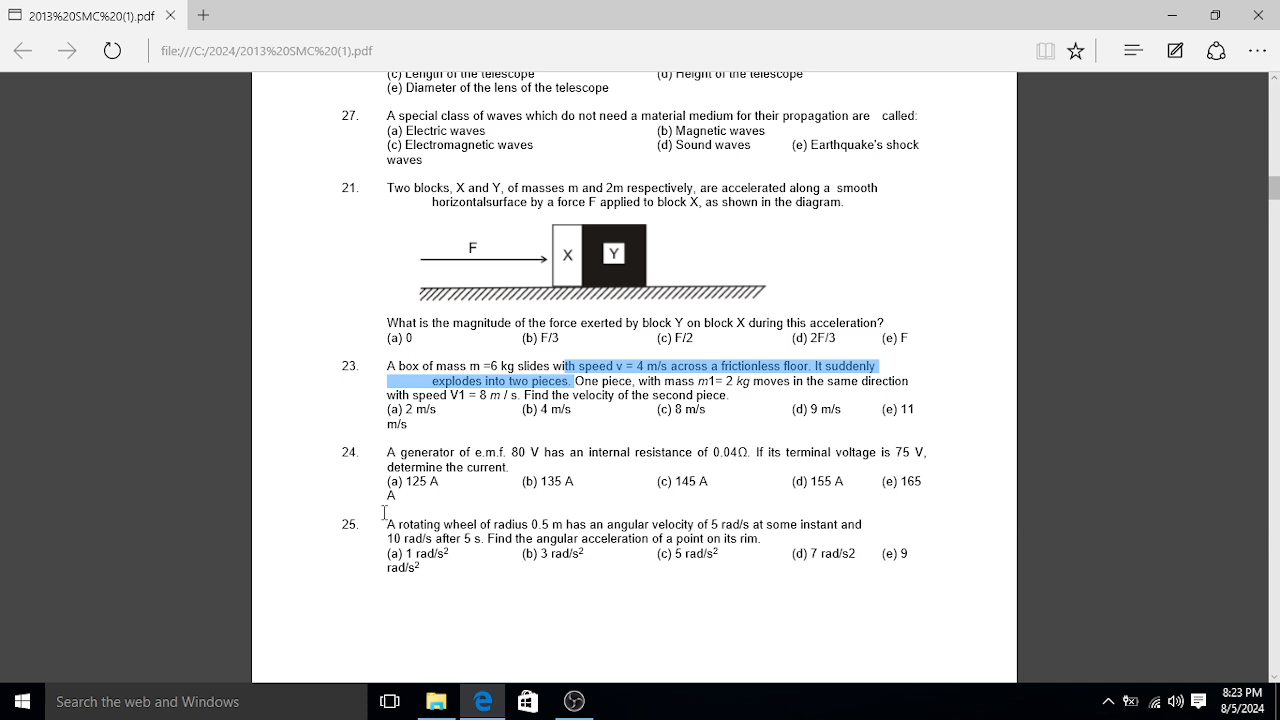 2013%20SMC%20(1).pdf
file:///C:/2024/2013%20SMC%20(1).pdf
(c) Length of the telescope (d) Height of the telescope
(e) Diameter of the lens of the telescope
27. A special class of waves which do not need a material medium for their propagation are called:
(a) Electric waves (b) Magnetic waves
(c) Electromagnetic waves (d) Sound waves (e) Earthquake's shock
waves
21. Two blocks, X and Y, of masses m and 2m respectively, are accelerated along a smooth
horizontalsurface by a force F applied to block X, as shown in the diagram.
F
X Y
What is the magnitude of the force exerted by block Y on block X during this acceleration?
(a) 0 (b) F/3 (c) F/2 (d) 2F/3 (e) F
23. A box of mass m =6 kg slides with speed v = 4 m/s across a frictionless floor. It suddenly
explodes into two pieces. One piece, with mass m1= 2 kg moves in the same direction
with speed V1 = 8 m / s. Find the velocity of the second piece.
(a) 2 m/s (b) 4 m/s (c) 8 m/s (d) 9 m/s (e) 11
m/s
24. A generator of e.m.f. 80 V has an internal resistance of 0.04Ω. If its terminal voltage is 75 V,
determine the current.
(a) 125 A (b) 135 A (c) 145 A (d) 155 A (e) 165
A
25. A rotating wheel of radius 0.5 m has an angular velocity of 5 rad/s at some instant and
10 rad/s after 5 s. Find the angular acceleration of a point on its rim.
(a) 1 rad/s² (b) 3 rad/s² (c) 5 rad/s² (d) 7 rad/s2 (e) 9
rad/s²
Search the web and Windows
8:23 PM
8/5/2024